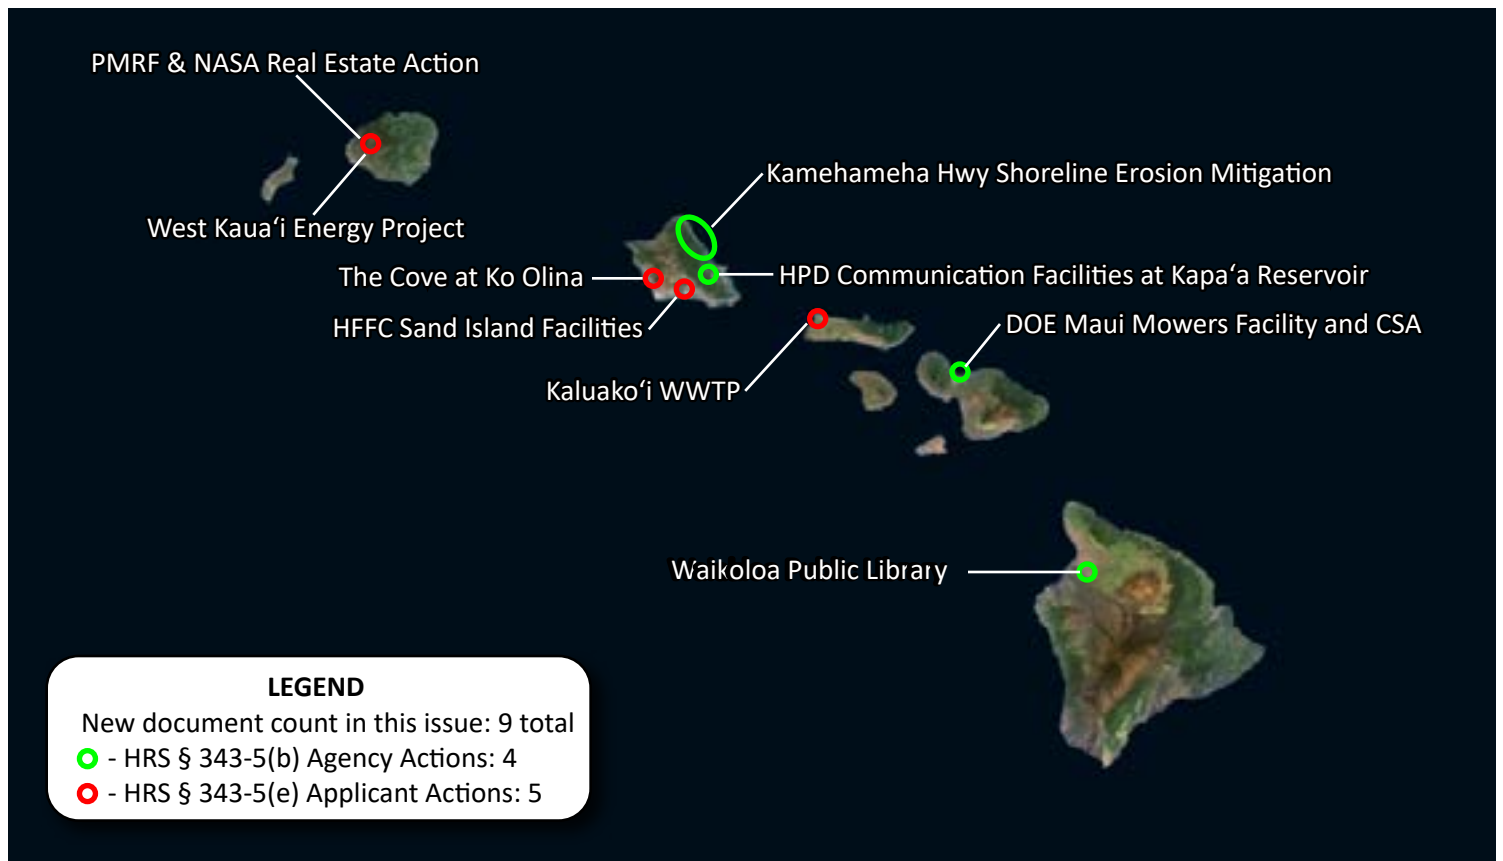 PMRF & NASA Real Estate Action
Kamehameha Hwy Shoreline Erosion Mitigation
West Kauaʻi Energy Project
The Cove at Ko Olina
HPD Communication Facilities at Kapaʻa Reservoir
HFFC Sand Island Facilities
DOE Maui Mowers Facility and CSA
Kaluakoʻi WWTP
Waikoloa Public Library
LEGEND
New document count in this issue: 9 total
- HRS § 343-5(b) Agency Actions: 4
- HRS § 343-5(e) Applicant Actions: 5